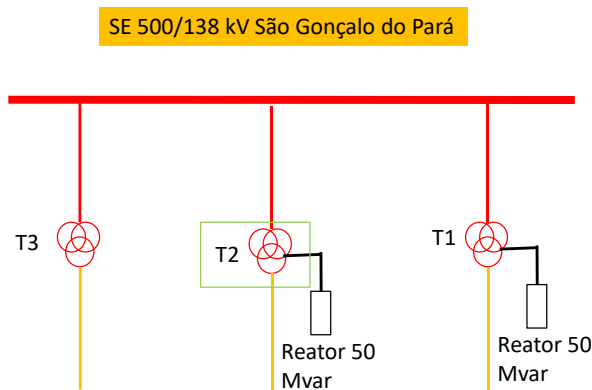 SE 500/138 kV São Gonçalo do Pará
T3
T2
T1
Reator 50
Mvar
Reator 50
Mvar